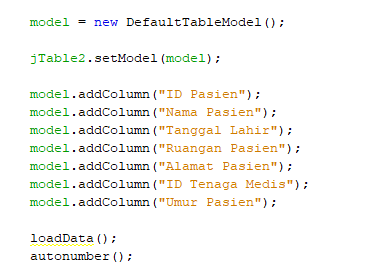 model = new DefaultTableModel();
jTable2.setModel(model);
model.addColumn("ID Pasien");
model.addColumn("Nama Pasien");
model.addColumn("Tanggal Lahir");
model.addColumn("Ruangan Pasien");
model.addColumn("Alamat Pasien");
model.addColumn("ID Tenaga Medis");
model.addColumn("Umur Pasien");
loadData();
autonumber();